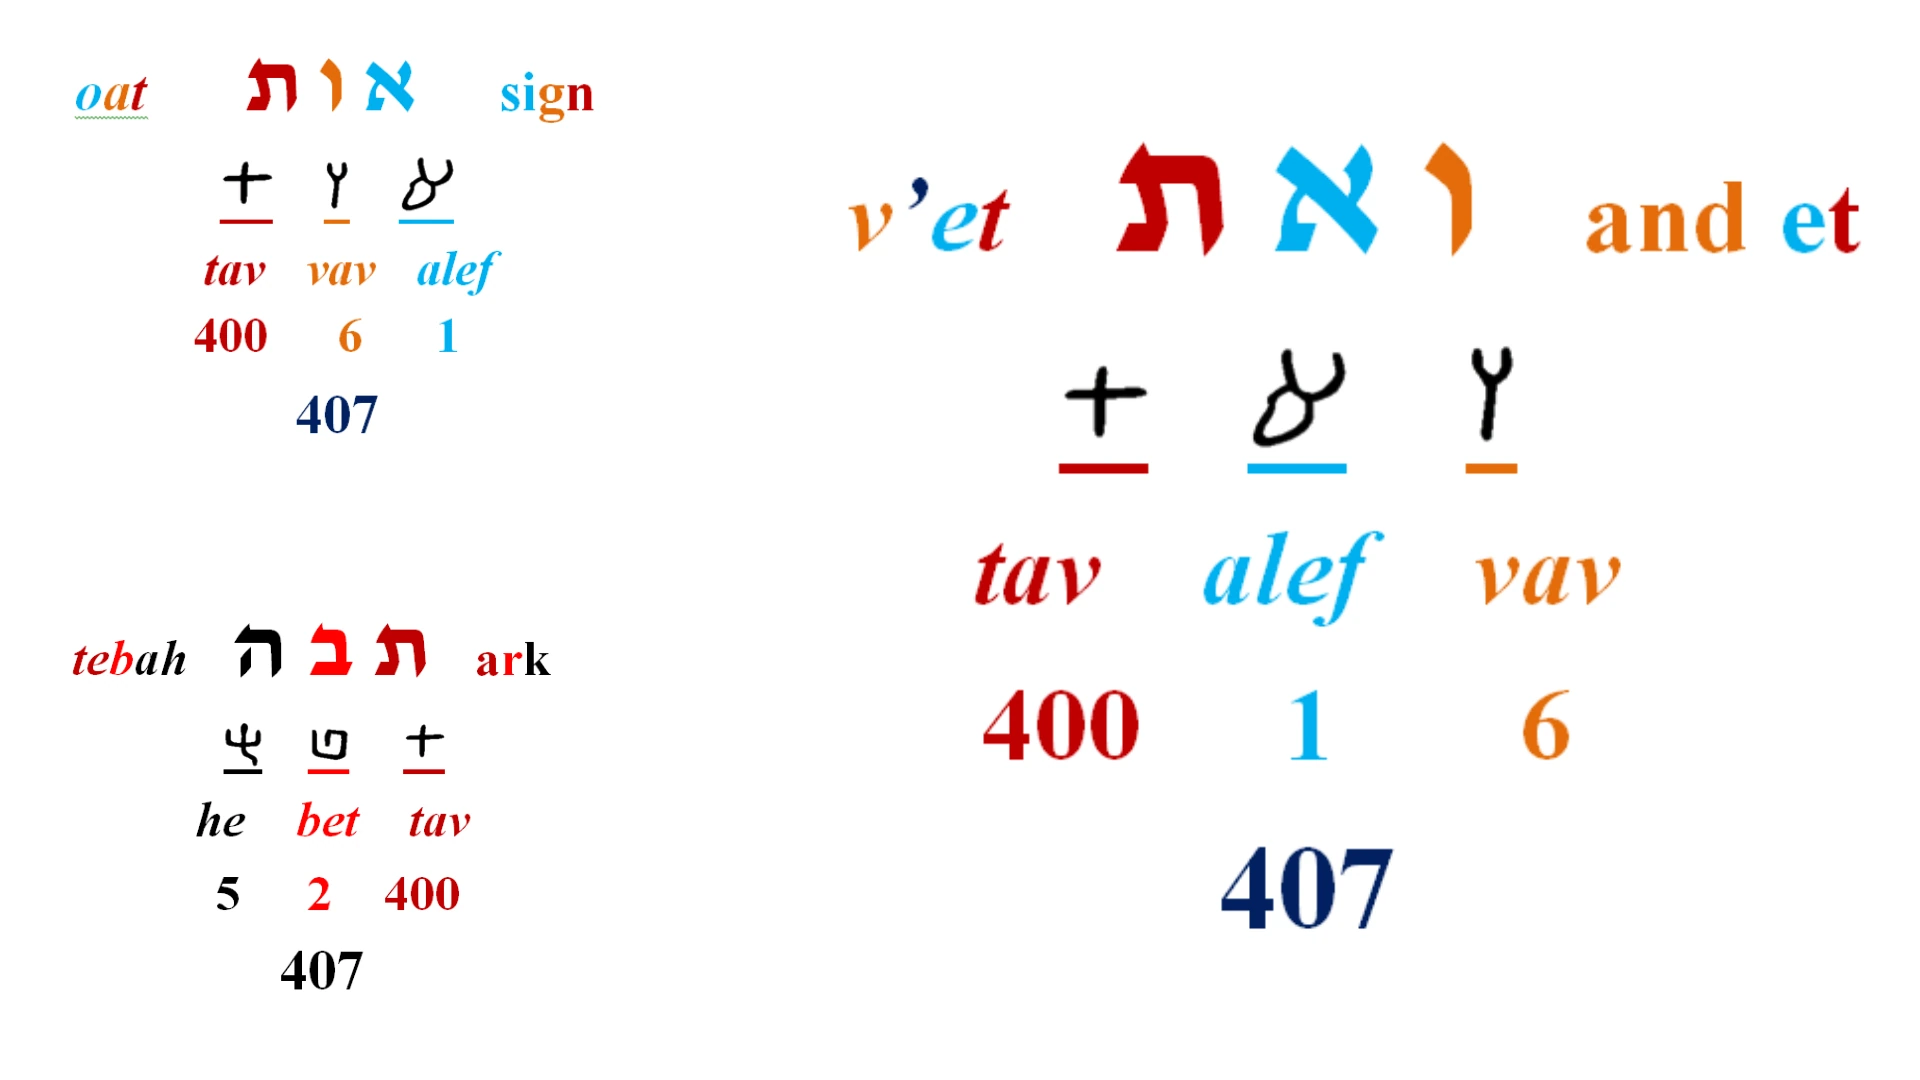 oat אות sign
tav vav alef
400 6 1
407
tebah תבה ark
he bet tav
5 2 400
407
v’et ואת and et
tav alef vav
400 1 6
407